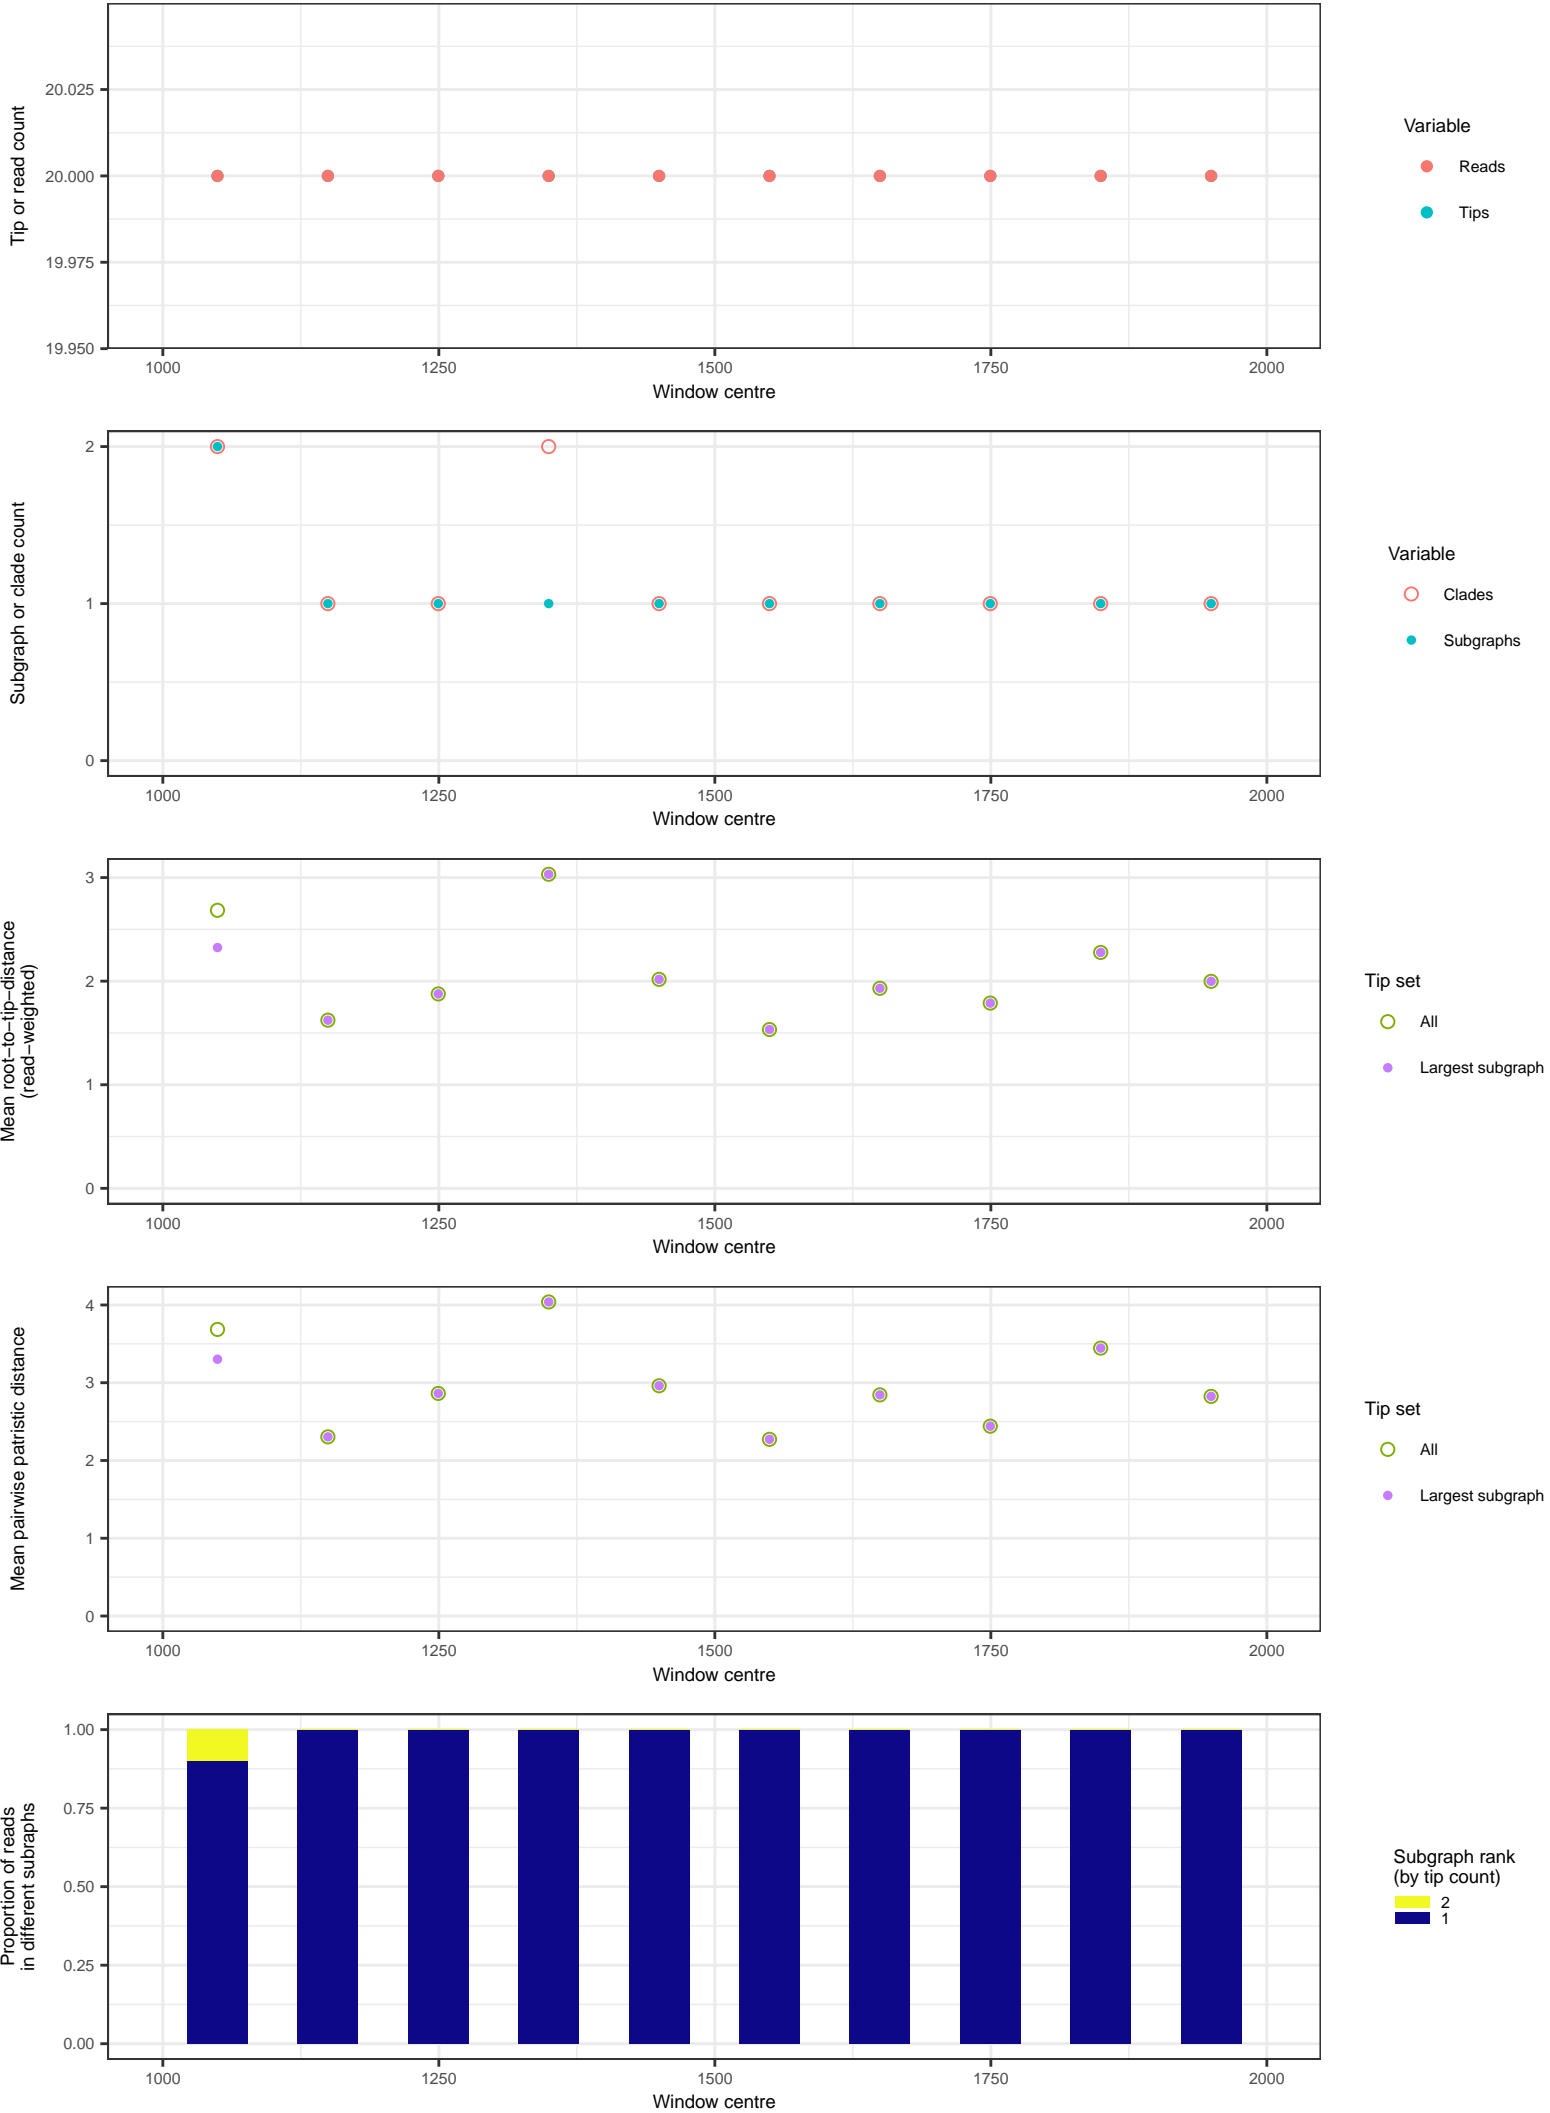 Tip or read count
20.025
20.000
19.975
19.950
1000 1250 1500 1750 2000
Window centre
Variable
Reads
Tips
Subgraph or clade count
2
1
0
1000 1250 1500 1750 2000
Window centre
Variable
Clades
Subgraphs
Mean root−to−tip−distance
(read−weighted)
3
2
1
0
1000 1250 1500 1750 2000
Window centre
Tip set
All
Largest subgraph
Mean pairwise patristic distance
4
3
2
1
0
1000 1250 1500 1750 2000
Window centre
Tip set
All
Largest subgraph
Proportion of reads
in different subraphs
1.00
0.75
0.50
0.25
0.00
1000 1250 1500 1750 2000
Window centre
Subgraph rank
(by tip count)
2
1